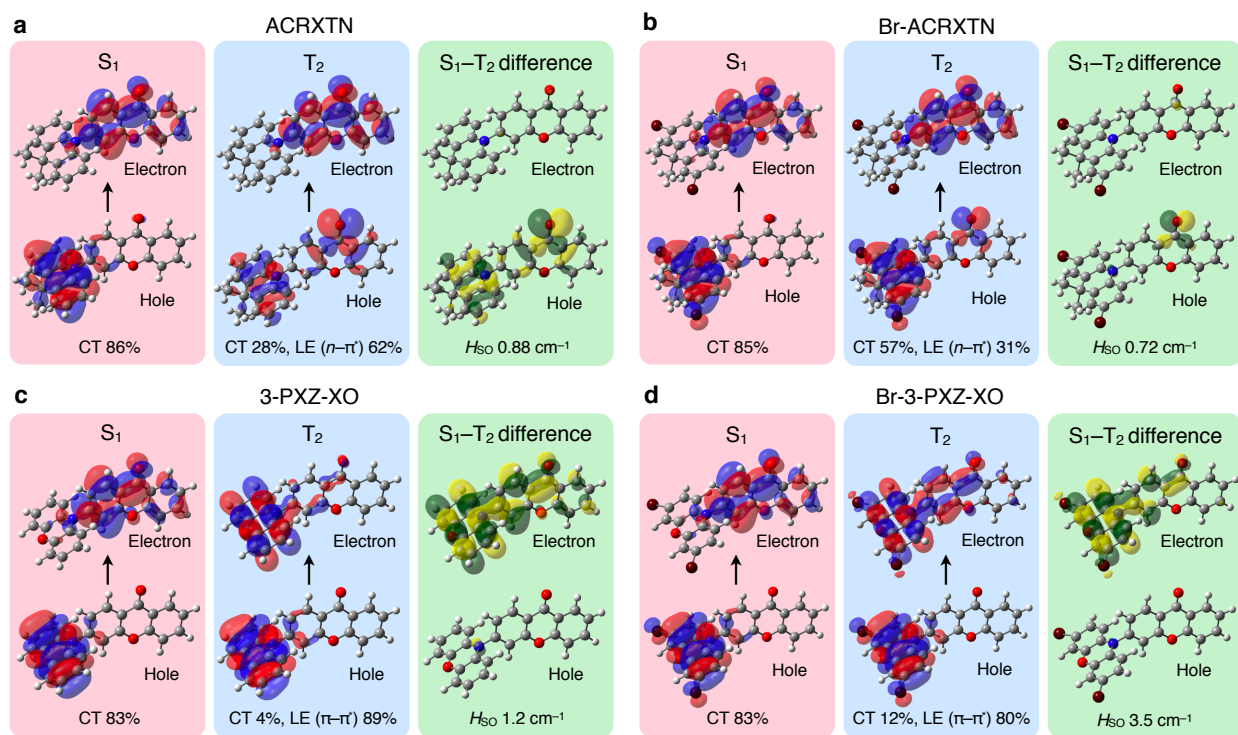 a
ACRXTN
S₁
T₂
S₁–T₂ difference
Electron
Electron
Electron
Hole
Hole
Hole
CT 86%
CT 28%, LE (n–π*) 62%
H_SO 0.88 cm⁻¹
b
Br-ACRXTN
S₁
T₂
S₁–T₂ difference
Electron
Electron
Electron
Hole
Hole
Hole
CT 85%
CT 57%, LE (n–π*) 31%
H_SO 0.72 cm⁻¹
c
3-PXZ-XO
S₁
T₂
S₁–T₂ difference
Electron
Electron
Electron
Hole
Hole
Hole
CT 83%
CT 4%, LE (π–π*) 89%
H_SO 1.2 cm⁻¹
d
Br-3-PXZ-XO
S₁
T₂
S₁–T₂ difference
Electron
Electron
Electron
Hole
Hole
Hole
CT 83%
CT 12%, LE (π–π*) 80%
H_SO 3.5 cm⁻¹